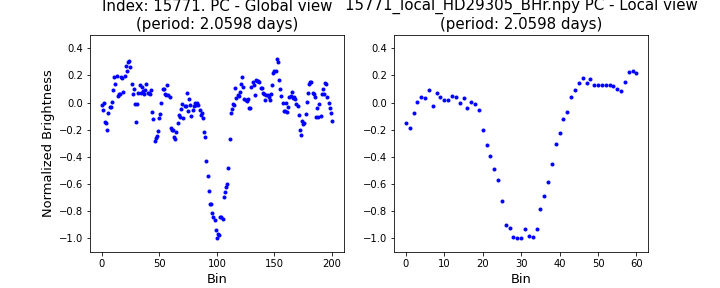 Index: 15771. PC - Global view
(period: 2.0598 days)
15771_local_HD29305_BHr.npy PC - Local view
(period: 2.0598 days)
Normalized Brightness
0.4
0.2
0.0
−0.2
−0.4
−0.6
−0.8
−1.0
0 50 100 150 200
Bin
0.4
0.2
0.0
−0.2
−0.4
−0.6
−0.8
−1.0
0 10 20 30 40 50 60
Bin